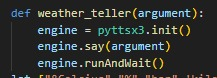 def weather_teller(argument):
    engine = pyttsx3.init()
    engine.say(argument)
    engine.runAndWait()